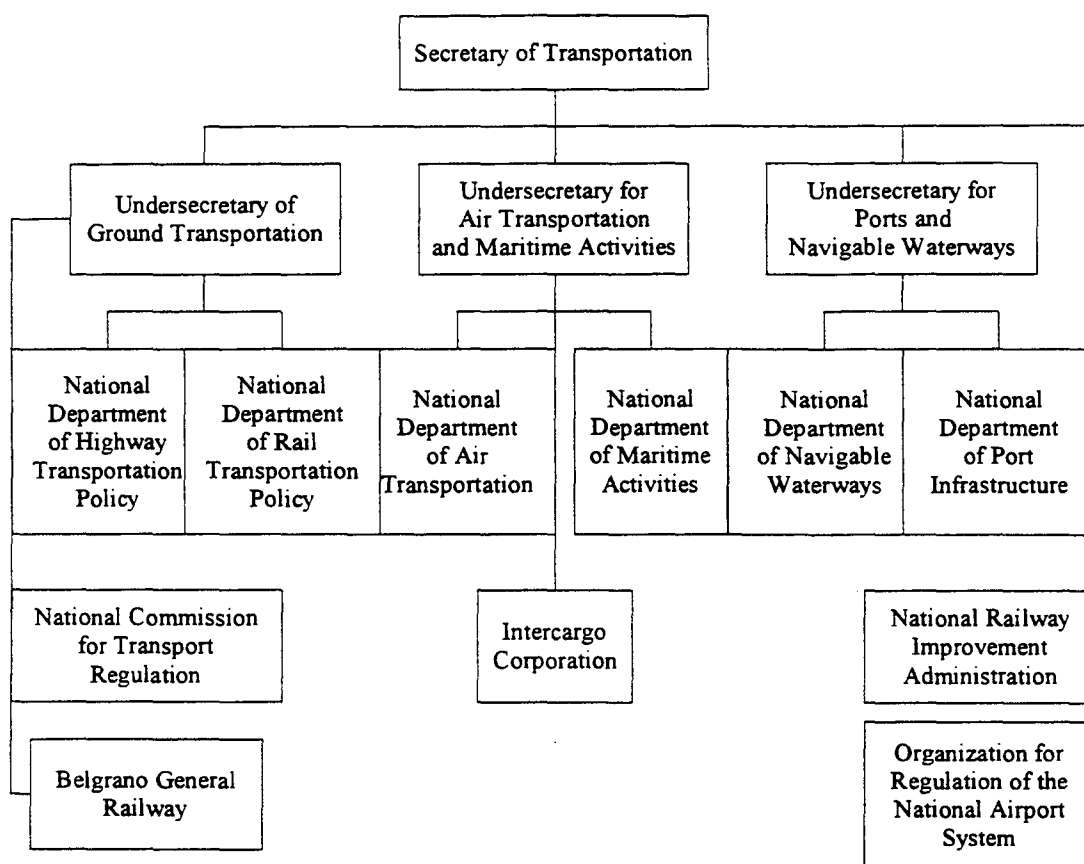 Secretary of Transportation
Undersecretary of
Ground Transportation
Undersecretary for
Air Transportation
and Maritime Activities
Undersecretary for
Ports and
Navigable Waterways
National
Department
of Highway
Transportation
Policy
National
Department
of Rail
Transportation
Policy
National
Department
of Air
Transportation
National
Department
of Maritime
Activities
National
Department
of Navigable
Waterways
National
Department
of Port
Infrastructure
National Commission
for Transport
Regulation
Intercargo
Corporation
National Railway
Improvement
Administration
Belgrano General
Railway
Organization for
Regulation of the
National Airport
System